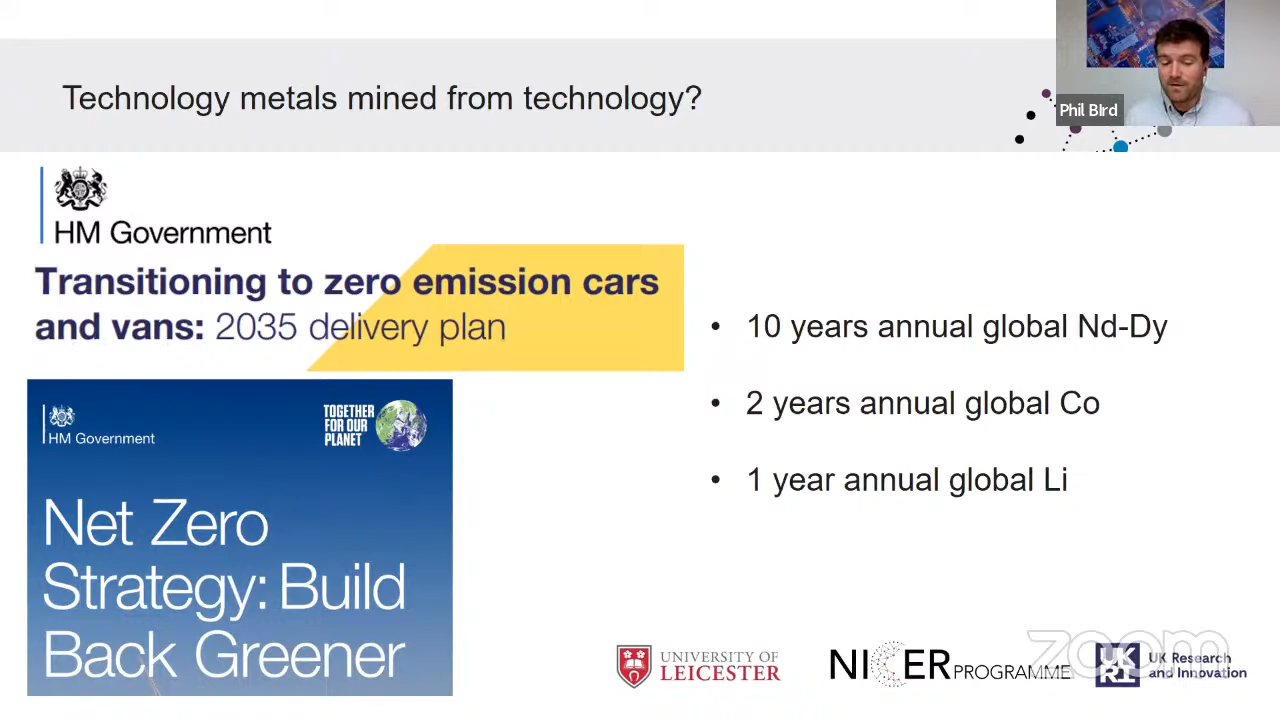 Technology metals mined from technology?
Phil BIrd
HM Government
Transitioning to zero emission cars
and vans: 2035 delivery plan
• 10 years annual global Nd-Dy
• 2 years annual global Co
• 1 year annual global Li
HM Government
TOGETHER
FOR OUR
PLANET
Net Zero
Strategy: Build
Back Greener
UNIVERSITY OF
LEICESTER
NICER PROGRAMME
zoom
UK
RI
UK Research
and Innovation